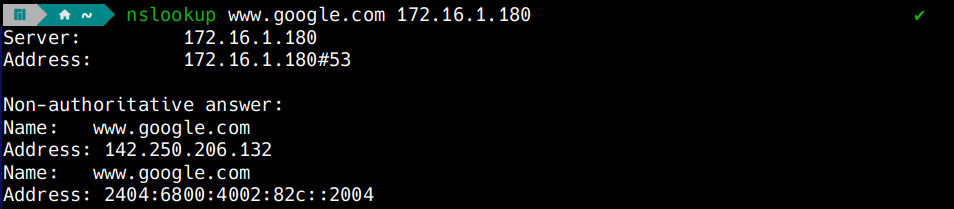 ~ nslookup www.google.com 172.16.1.180 ✔
Server:         172.16.1.180
Address:        172.16.1.180#53

Non-authoritative answer:
Name:   www.google.com
Address: 142.250.206.132
Name:   www.google.com
Address: 2404:6800:4002:82c::2004